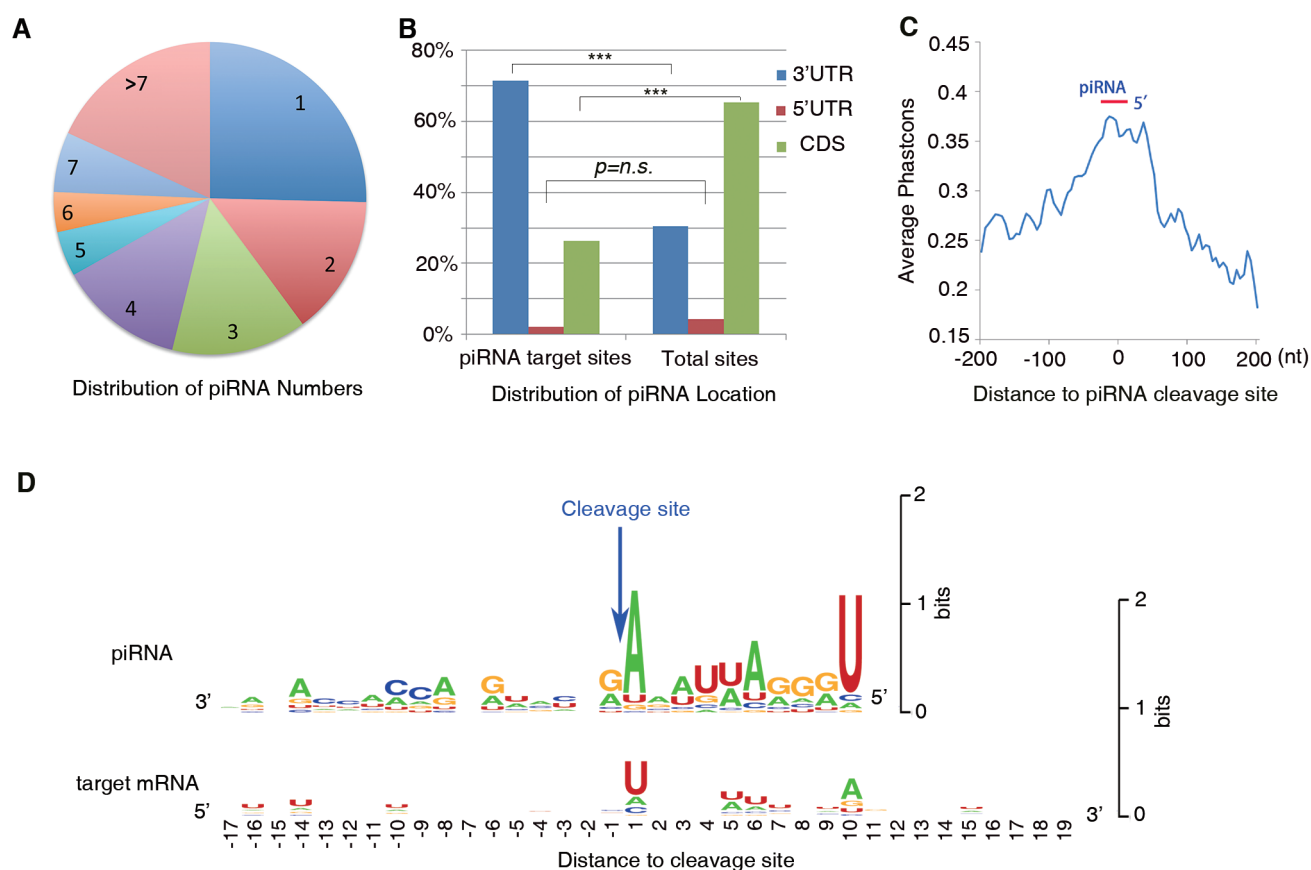 A
>7
1
7
6
2
5
4
3
Distribution of piRNA Numbers
B
80%
60%
40%
20%
0%
***
***
p=n.s.
3'UTR
5'UTR
CDS
piRNA target sites
Total sites
Distribution of piRNA Location
C
0.45
0.4
0.35
0.3
0.25
0.2
0.15
Average Phastcons
piRNA
5′
-200 -100 0 100 200 (nt)
Distance to piRNA cleavage site
D
Cleavage site
2
1
0
bits
piRNA
3'
5'
2
1
0
bits
target mRNA
5'
3'
-17 -16 -15 -14 -13 -12 -11 -10 -9 -8 -7 -6 -5 -4 -3 -2 -1 1 2 3 4 5 6 7 8 9 10 11 12 13 14 15 16 17 18 19
Distance to cleavage site